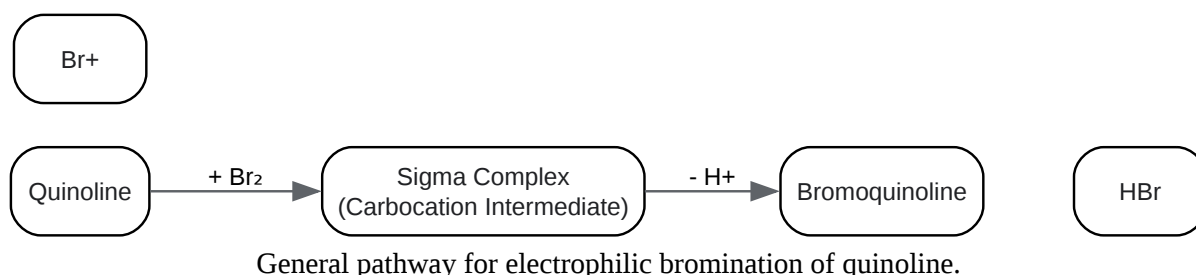 Br+
Quinoline
+ Br₂
Sigma Complex
(Carbocation Intermediate)
- H+
Bromoquinoline
HBr
General pathway for electrophilic bromination of quinoline.